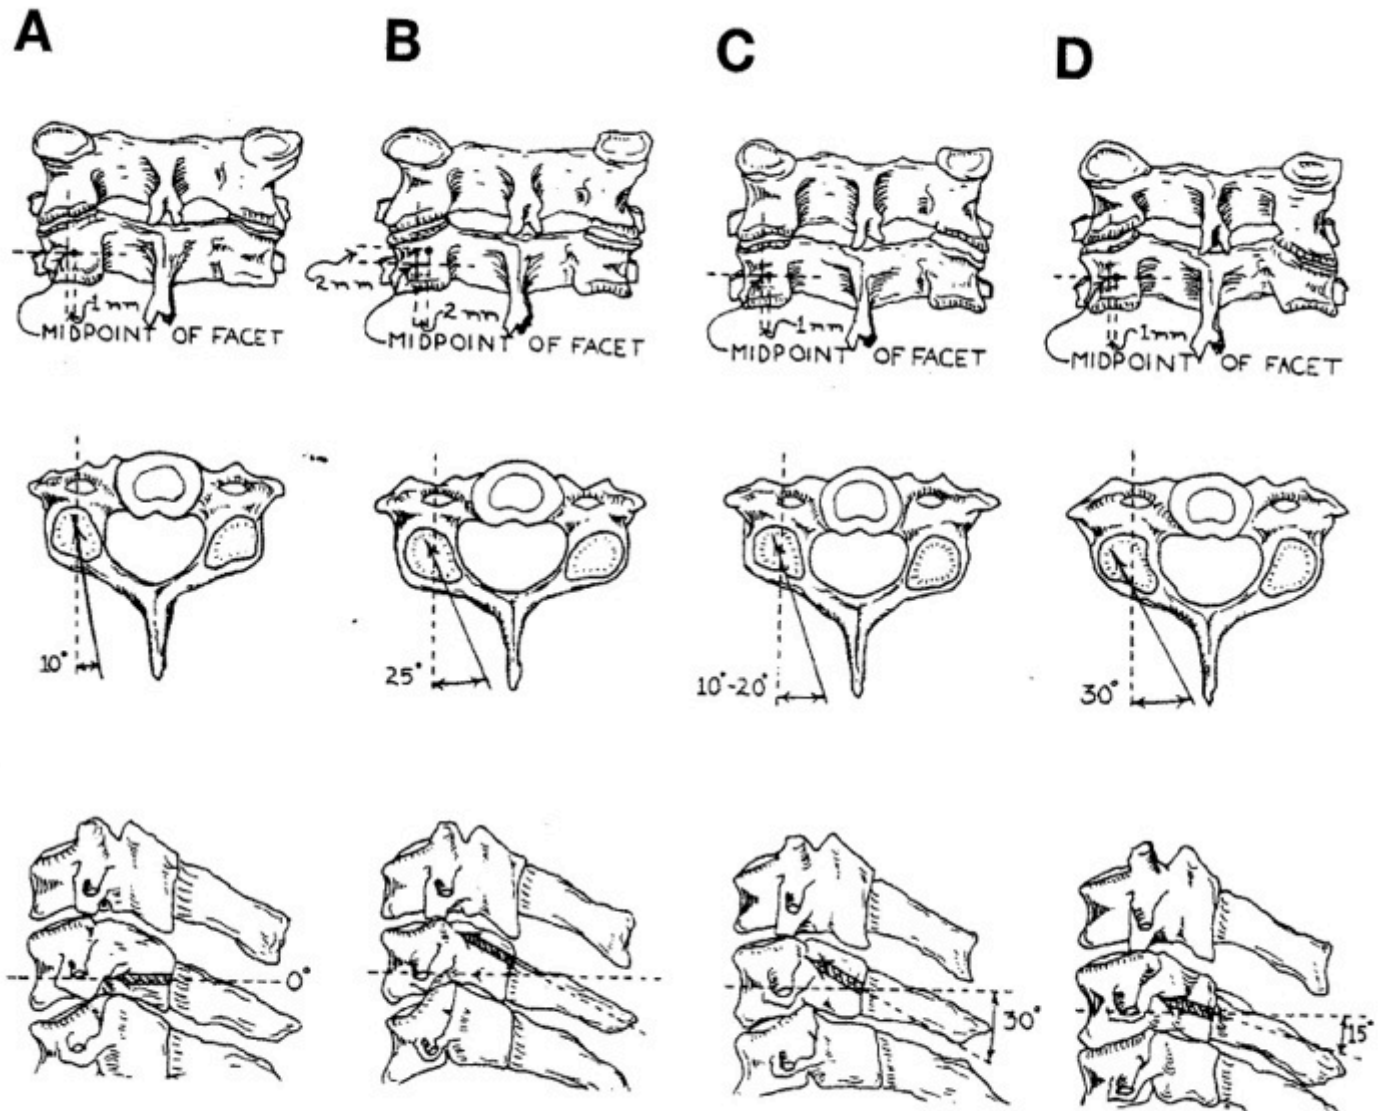 A
B
C
D
1mm
MIDPOINT OF FACET
2mm
2mm
MIDPOINT OF FACET
1mm
MIDPOINT OF FACET
1mm
MIDPOINT OF FACET
10°
25°
10°-20°
30°
0°
30°
15°